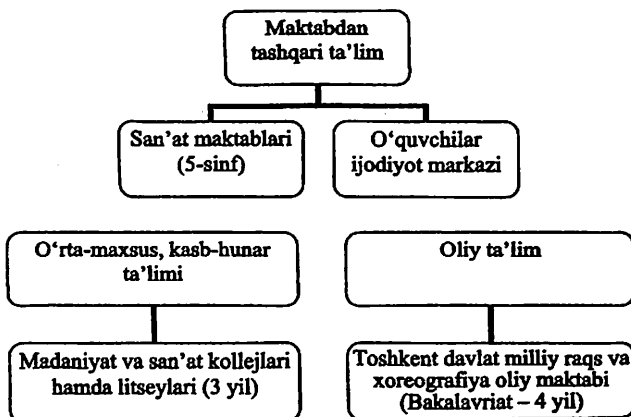 Maktabdan
tashqari ta’lim
San’at maktablari
(5-sinf)
O‘quvchilar
ijodiyot markazi
O‘rta-maxsus, kasb-hunar
ta’limi
Oliy ta’lim
Madaniyat va san’at kollejlari
hamda litseylari (3 yil)
Toshkent davlat milliy raqs va
xoreografiya oliy maktabi
(Bakalavriat – 4 yil)